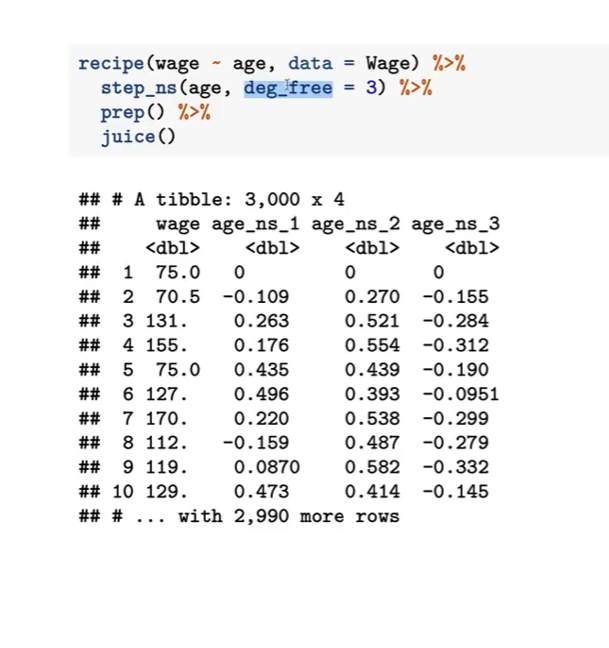 recipe(wage ~ age, data = Wage) %>%
  step_ns(age, deg_free = 3) %>%
  prep() %>%
  juice()
## # A tibble: 3,000 x 4
##     wage age_ns_1 age_ns_2 age_ns_3
##    <dbl>    <dbl>    <dbl>    <dbl>
##  1  75.0   0        0        0
##  2  70.5  -0.109    0.270  -0.155
##  3 131.    0.263    0.521  -0.284
##  4 155.    0.176    0.554  -0.312
##  5  75.0   0.435    0.439  -0.190
##  6 127.    0.496    0.393  -0.0951
##  7 170.    0.220    0.538  -0.299
##  8 112.   -0.159    0.487  -0.279
##  9 119.    0.0870   0.582  -0.332
## 10 129.    0.473    0.414  -0.145
## # ... with 2,990 more rows